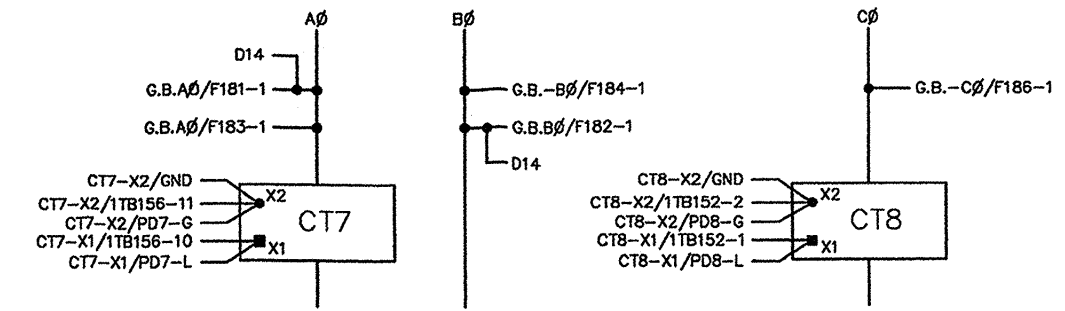 AØ
BØ
CØ
D14
G.B.AØ/F181-1
G.B.-BØ/F184-1
G.B.-CØ/F186-1
G.B.AØ/F183-1
G.B.BØ/F182-1
D14
CT7-X2/GND
CT7-X2/1TB156-11
CT7-X2/PD7-G
CT7-X1/1TB156-10
CT7-X1/PD7-L
X2
X1
CT7
CT8-X2/GND
CT8-X2/1TB152-2
CT8-X2/PD8-G
CT8-X1/1TB152-1
CT8-X1/PD8-L
X2
X1
CT8